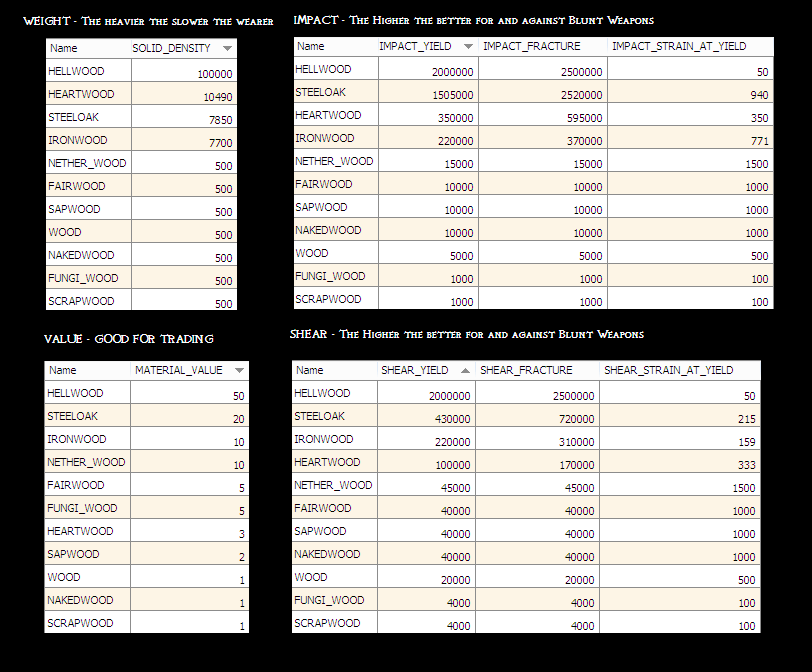 WEIGHT - The heavier the slower the wearer
Name SOLID_DENSITY
HELLWOOD 100000
HEARTWOOD 10490
STEELOAK 7850
IRONWOOD 7700
NETHER_WOOD 500
FAIRWOOD 500
SAPWOOD 500
WOOD 500
NAKEDWOOD 500
FUNGI_WOOD 500
SCRAPWOOD 500
IMPACT - The Higher the better for and against Blunt Weapons
Name IMPACT_YIELD IMPACT_FRACTURE IMPACT_STRAIN_AT_YIELD
HELLWOOD 2000000 2500000 50
STEELOAK 1505000 2520000 940
HEARTWOOD 350000 595000 350
IRONWOOD 220000 370000 771
NETHER_WOOD 15000 15000 1500
FAIRWOOD 10000 10000 1000
SAPWOOD 10000 10000 1000
NAKEDWOOD 10000 10000 1000
WOOD 5000 5000 500
FUNGI_WOOD 1000 1000 100
SCRAPWOOD 1000 1000 100
VALUE - GOOD FOR TRADING
Name MATERIAL_VALUE
HELLWOOD 50
STEELOAK 20
IRONWOOD 10
NETHER_WOOD 10
FAIRWOOD 5
FUNGI_WOOD 5
HEARTWOOD 3
SAPWOOD 2
WOOD 1
NAKEDWOOD 1
SCRAPWOOD 1
SHEAR - The Higher the better for and against Blunt Weapons
Name SHEAR_YIELD SHEAR_FRACTURE SHEAR_STRAIN_AT_YIELD
HELLWOOD 2000000 2500000 50
STEELOAK 430000 720000 215
IRONWOOD 220000 310000 159
HEARTWOOD 100000 170000 333
NETHER_WOOD 45000 45000 1500
FAIRWOOD 40000 40000 1000
SAPWOOD 40000 40000 1000
NAKEDWOOD 40000 40000 1000
WOOD 20000 20000 500
FUNGI_WOOD 4000 4000 100
SCRAPWOOD 4000 4000 100